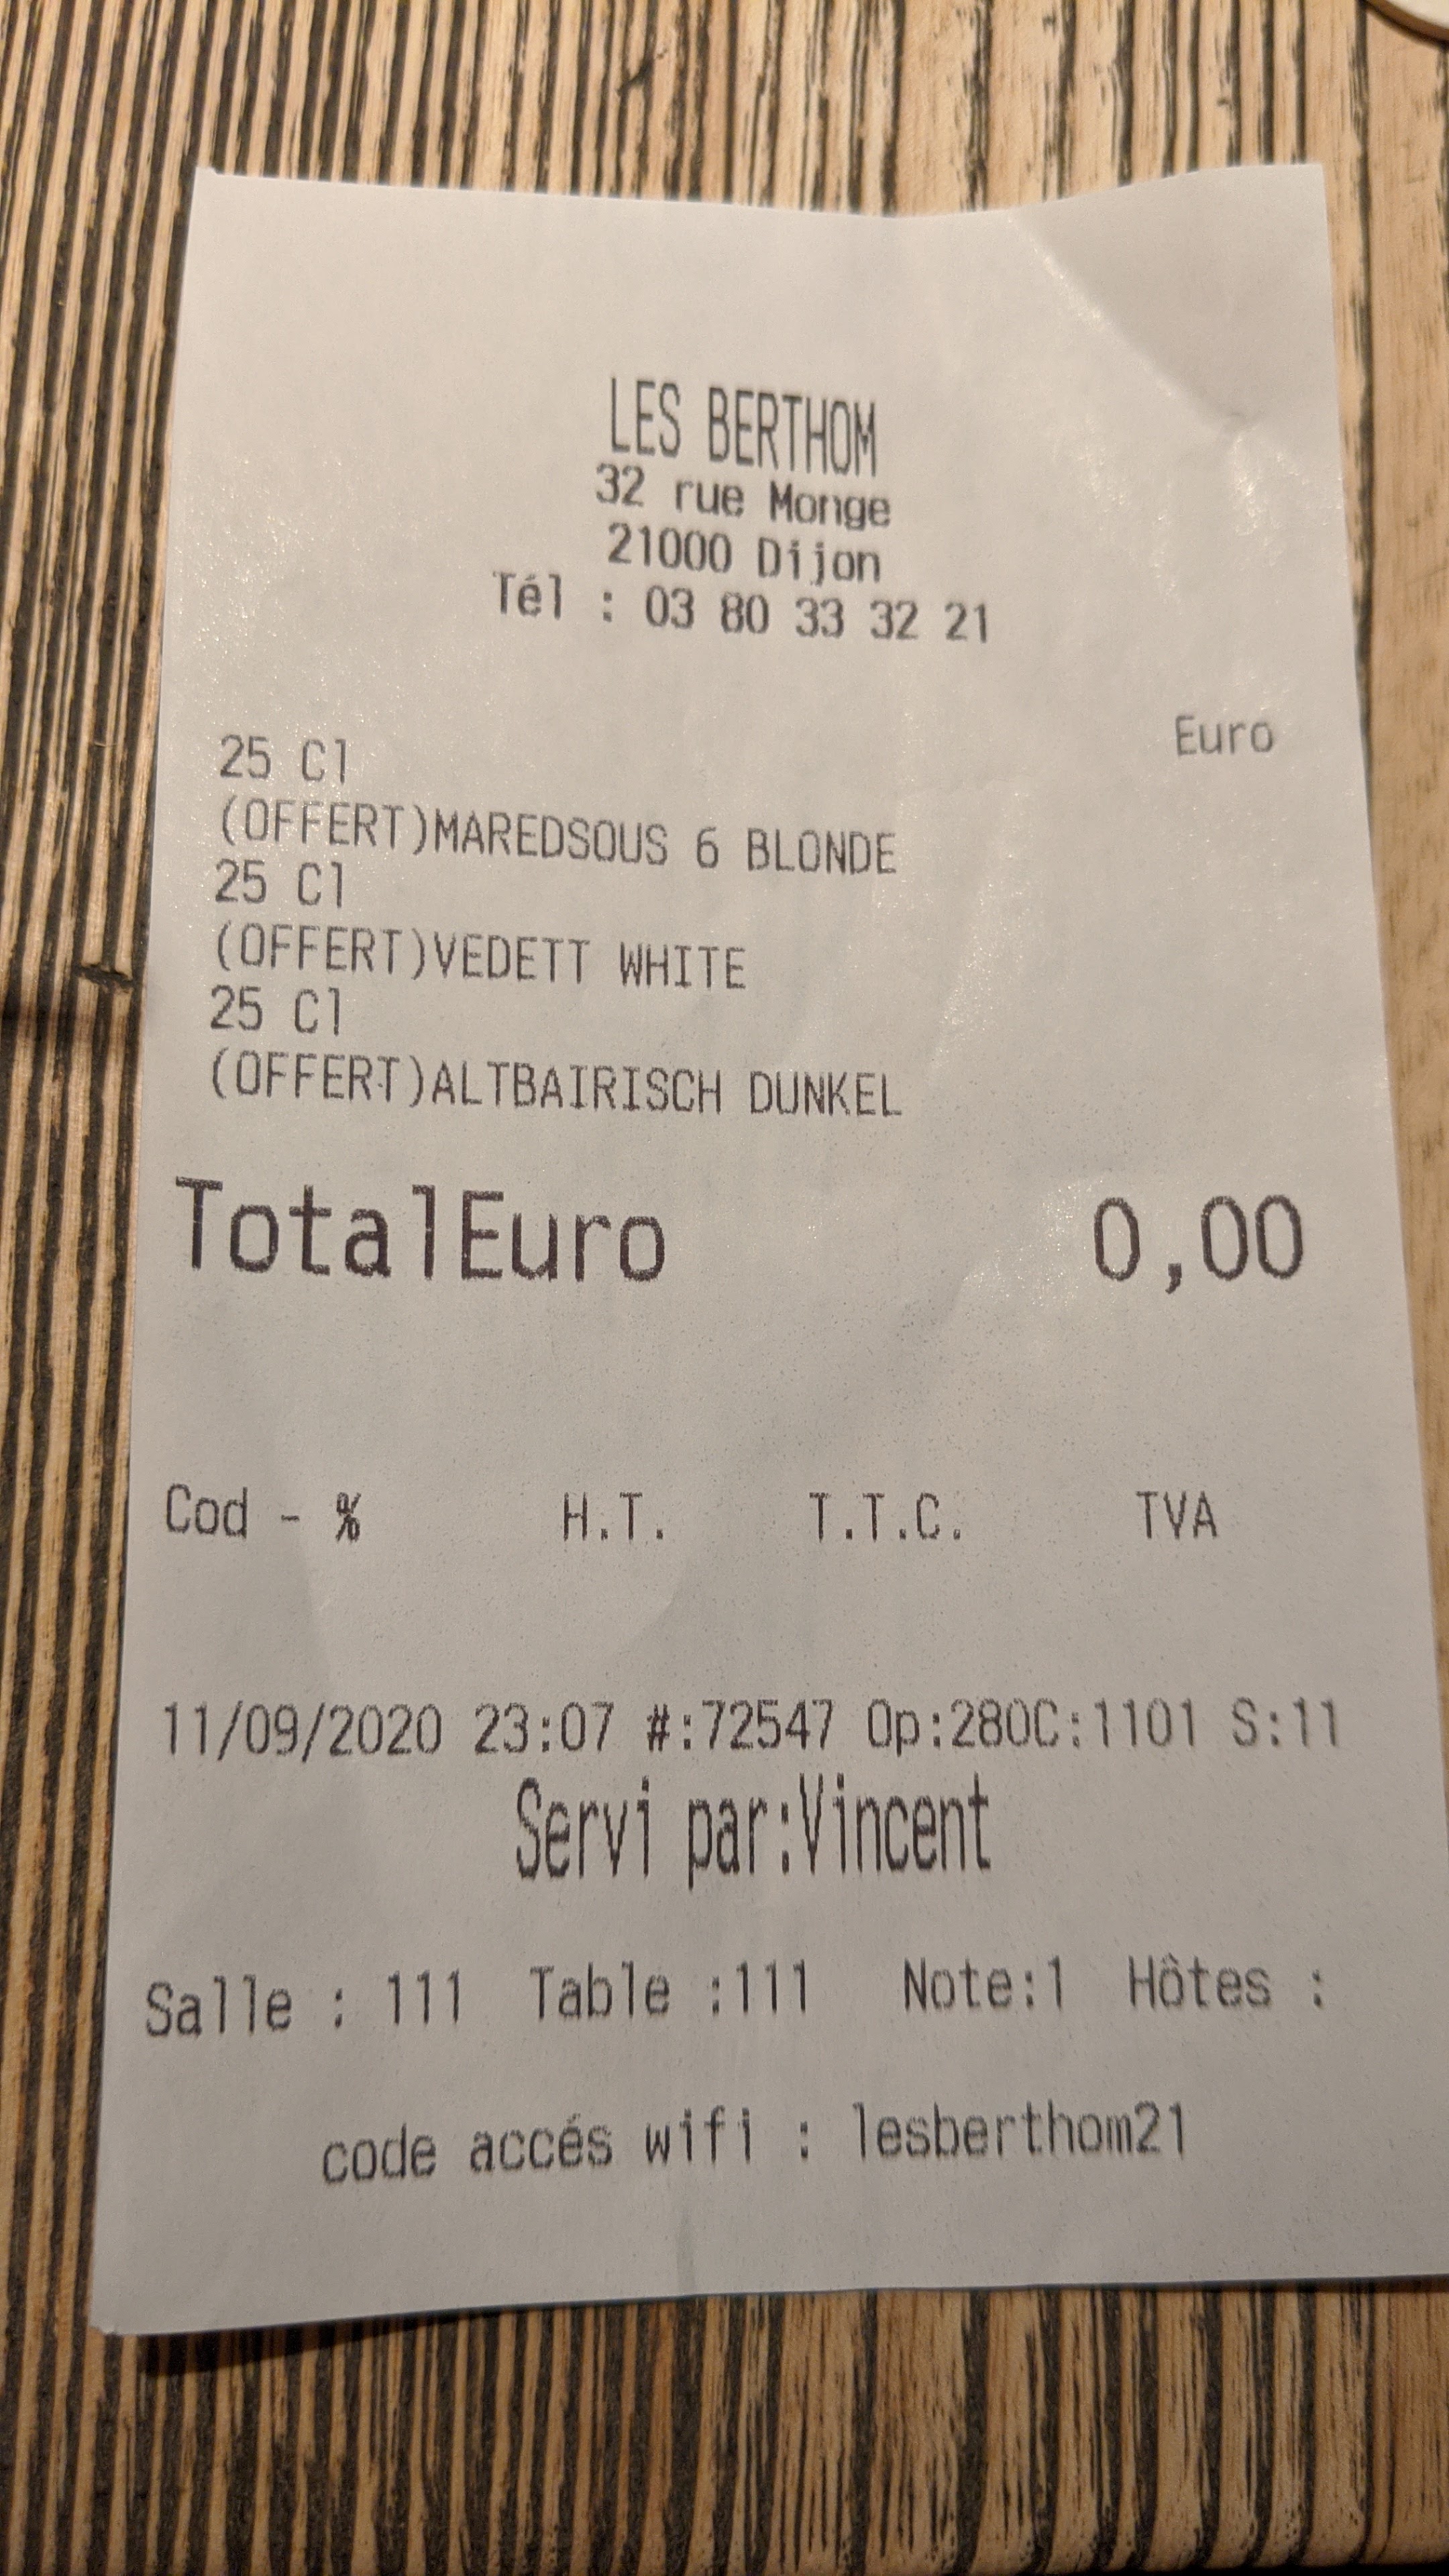 LES BERTHOM
32 rue Monge
21000 Dijon
Tél : 03 80 33 32 21
Euro
25 Cl
(OFFERT)MAREDSOUS 6 BLONDE
25 Cl
(OFFERT)VEDETT WHITE
25 Cl
(OFFERT)ALTBAIRISCH DUNKEL
TotalEuro 0,00
Cod - % H.T. T.T.C. TVA
11/09/2020 23:07 #:72547 Op:280C:1101 S:11
Servi par:Vincent
Salle : 111 Table :111 Note:1 Hôtes :
code accés wifi : lesberthom21